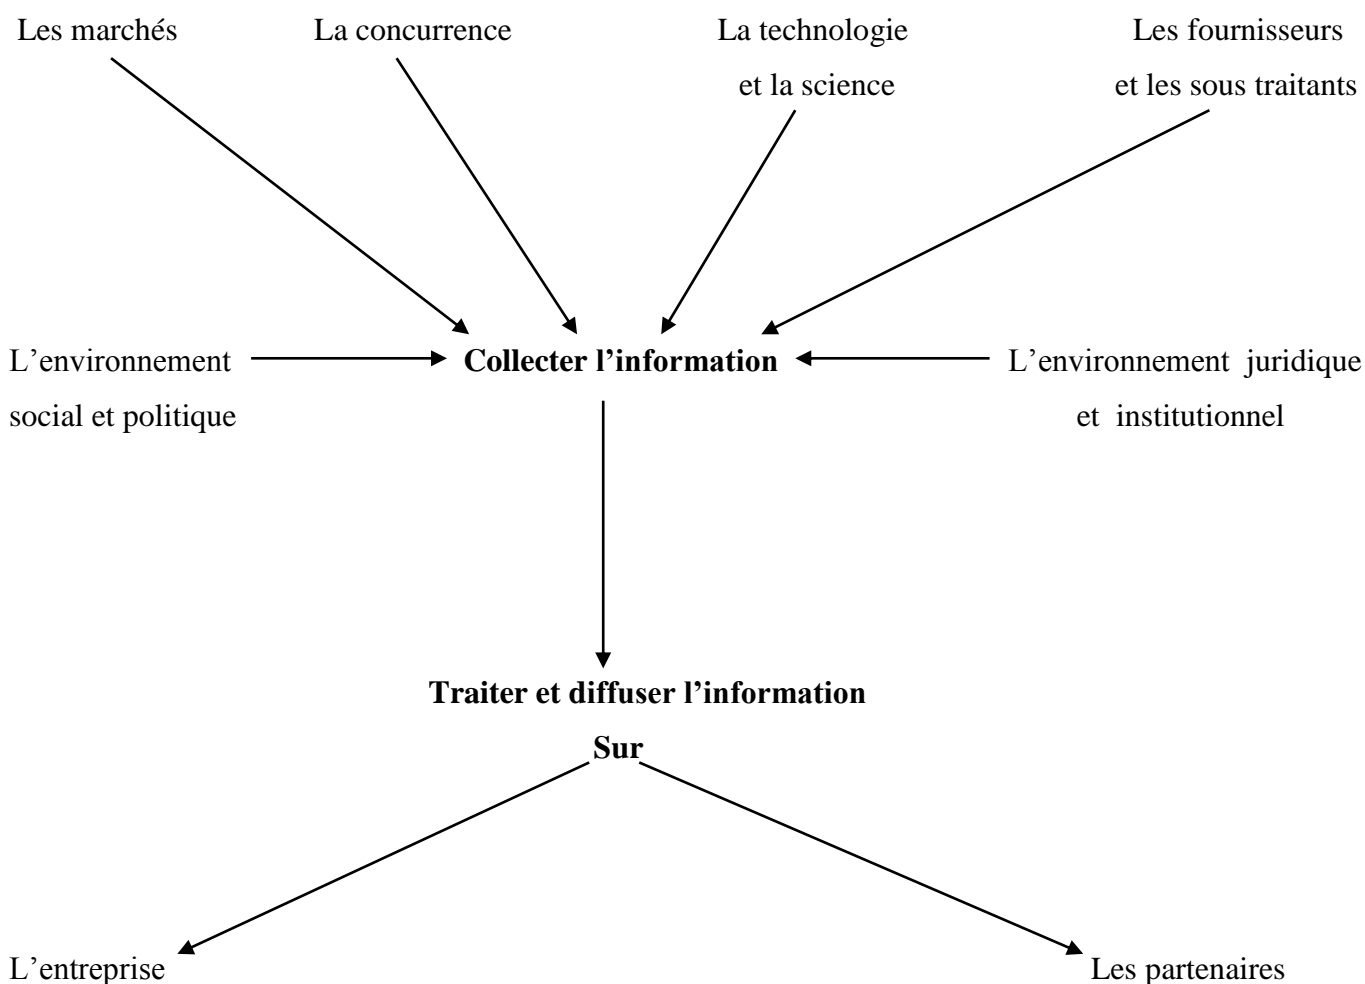 Les marchés
La concurrence
La technologie
et la science
Les fournisseurs
et les sous traitants
L’environnement
social et politique
Collecter l’information
L’environnement juridique
et institutionnel
Traiter et diffuser l’information
Sur
L’entreprise
Les partenaires